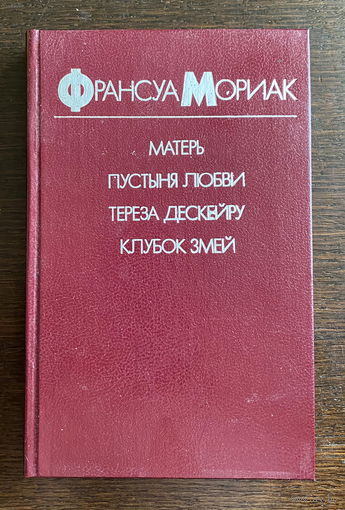 ФРАНСУА МОРИАК
МАТЕРЬ
ПУСТЫНЯ ЛЮБВИ
ТЕРЕЗА ДЕСКЕЙРУ
КЛУБОК ЗМЕЙ